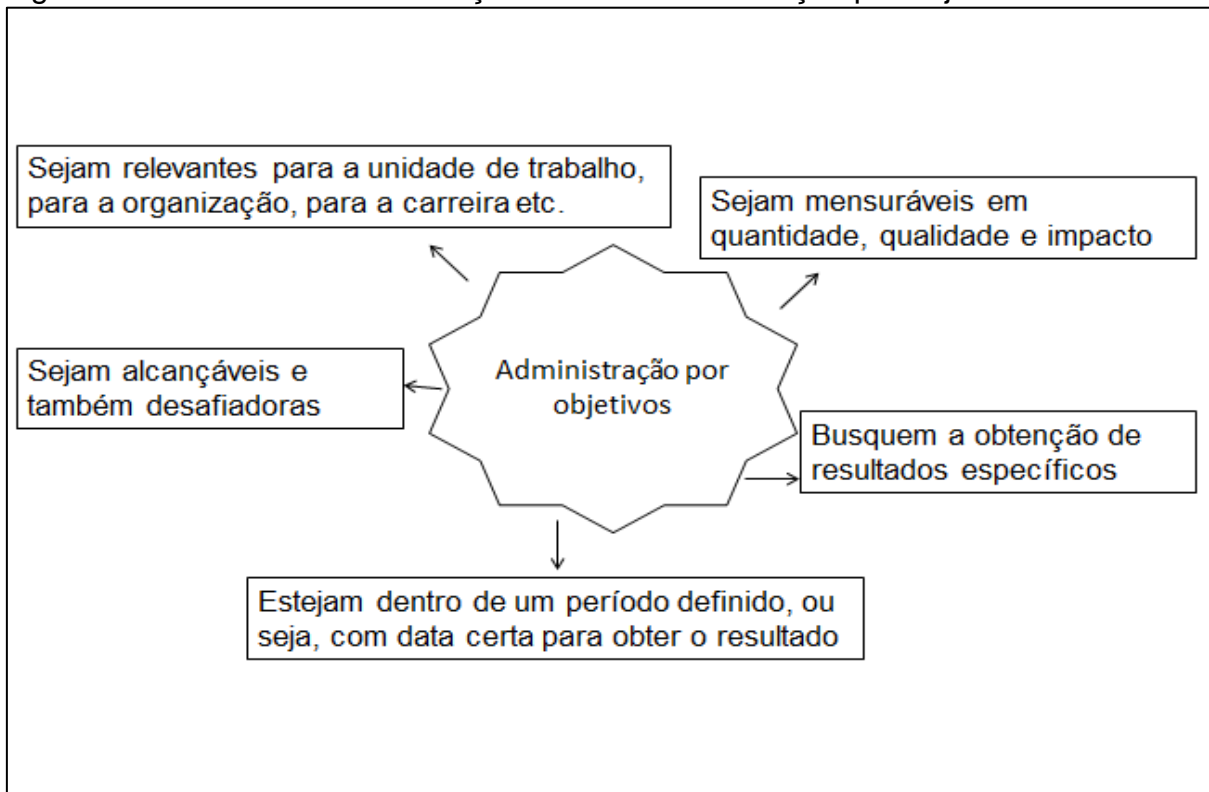 Sejam relevantes para a unidade de trabalho,
para a organização, para a carreira etc.
Sejam mensuráveis em
quantidade, qualidade e impacto
Sejam alcançáveis e
também desafiadoras
Administração por
objetivos
Busquem a obtenção de
resultados específicos
Estejam dentro de um período definido, ou
seja, com data certa para obter o resultado